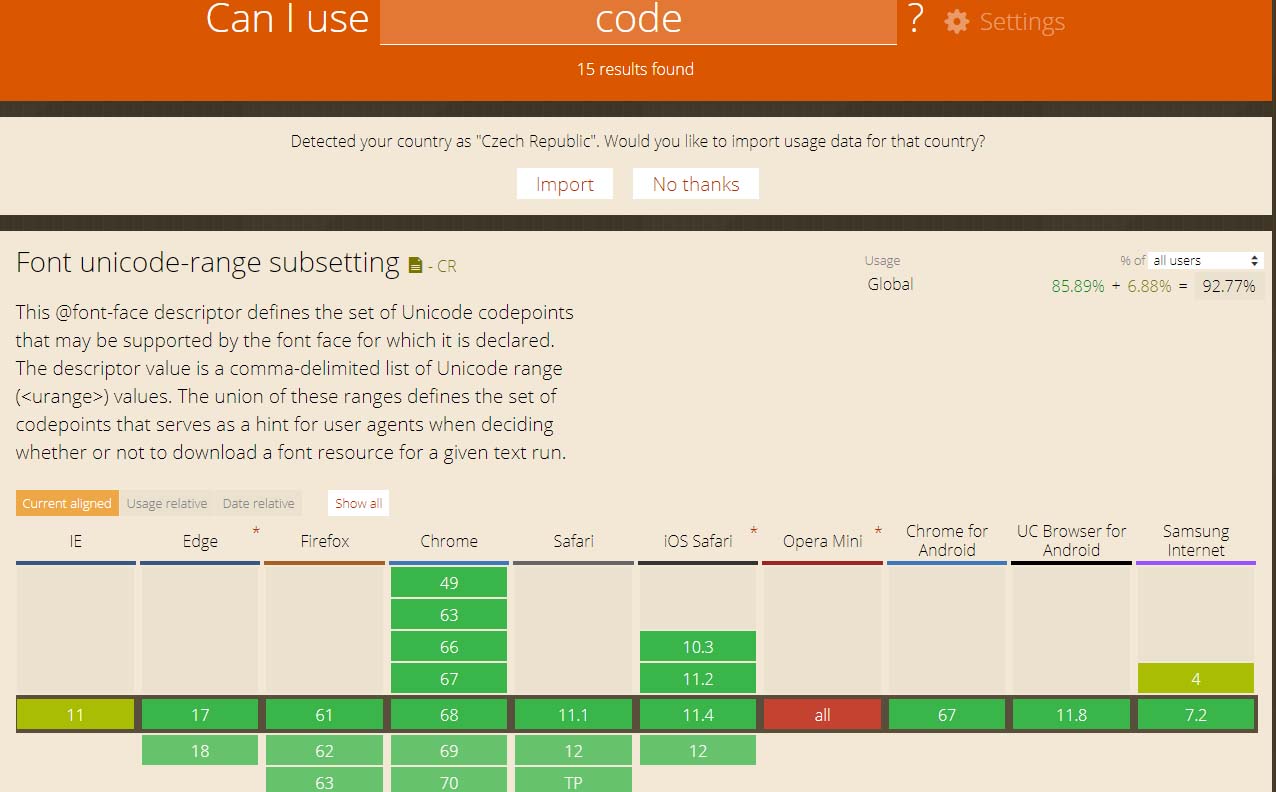 Can I use code ? Settings
15 results found
Detected your country as "Czech Republic". Would you like to import usage data for that country?
Import No thanks
Font unicode-range subsetting - CR
Usage % of all users
Global 85.89% + 6.88% = 92.77%
This @font-face descriptor defines the set of Unicode codepoints
that may be supported by the font face for which it is declared.
The descriptor value is a comma-delimited list of Unicode range
(<urange>) values. The union of these ranges defines the set of
codepoints that serves as a hint for user agents when deciding
whether or not to download a font resource for a given text run.
Current aligned Usage relative Date relative Show all
IE Edge * Firefox Chrome Safari iOS Safari * Opera Mini * Chrome for Android UC Browser for Android Samsung Internet
49
63
66 10.3
67 11.2 4
11 17 61 68 11.1 11.4 all 67 11.8 7.2
18 62 69 12 12
63 70 TP